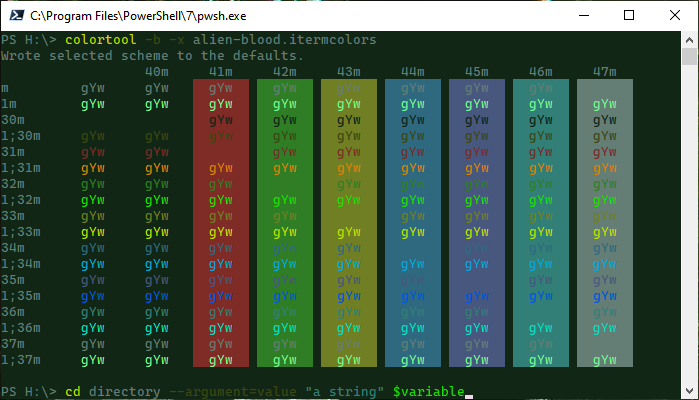 C:\Program Files\PowerShell\7\pwsh.exe
PS H:\> colortool -b -x alien-blood.itermcolors
Wrote selected scheme to the defaults.
40m 41m 42m 43m 44m 45m 46m 47m
m gYw gYw gYw gYw gYw gYw gYw gYw gYw
1m gYw gYw gYw gYw gYw gYw gYw gYw gYw
30m gYw gYw gYw gYw gYw gYw gYw
1;30m gYw gYw gYw gYw gYw gYw gYw gYw gYw
31m gYw gYw gYw gYw gYw gYw gYw gYw
1;31m gYw gYw gYw gYw gYw gYw gYw gYw gYw
32m gYw gYw gYw gYw gYw gYw gYw gYw
1;32m gYw gYw gYw gYw gYw gYw gYw gYw gYw
33m gYw gYw gYw gYw gYw gYw gYw gYw
1;33m gYw gYw gYw gYw gYw gYw gYw gYw gYw
34m gYw gYw gYw gYw gYw gYw gYw gYw
1;34m gYw gYw gYw gYw gYw gYw gYw gYw gYw
35m gYw gYw gYw gYw gYw gYw gYw gYw
1;35m gYw gYw gYw gYw gYw gYw gYw gYw gYw
36m gYw gYw gYw gYw gYw gYw gYw gYw
1;36m gYw gYw gYw gYw gYw gYw gYw gYw gYw
37m gYw gYw gYw gYw gYw gYw gYw gYw
1;37m gYw gYw gYw gYw gYw gYw gYw gYw gYw
PS H:\> cd directory --argument=value "a string" $variable